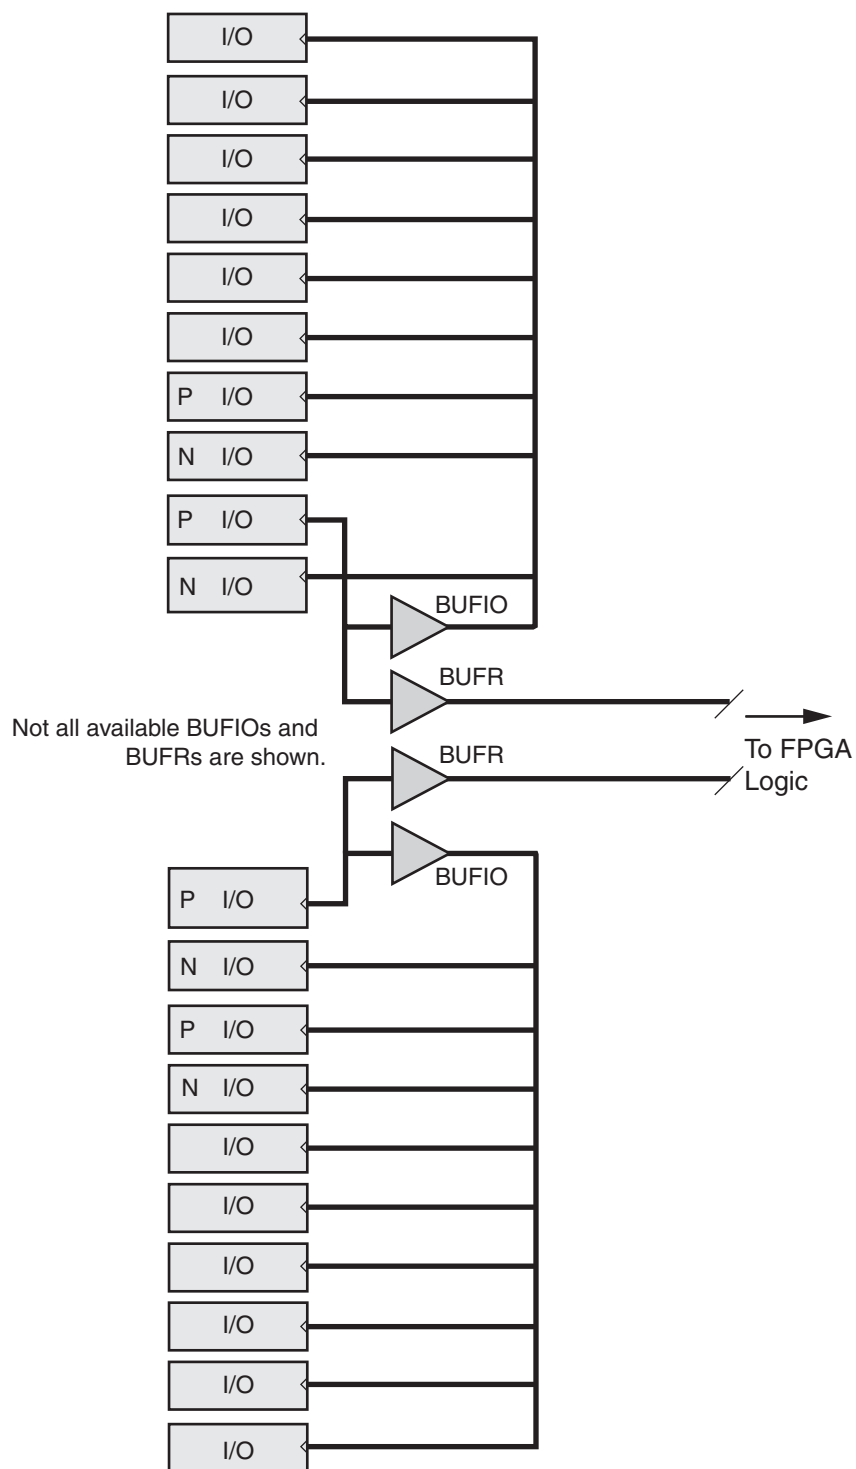 I/O
I/O
I/O
I/O
I/O
I/O
P I/O
N I/O
P I/O
N I/O
BUFIO
BUFR
Not all available BUFIOs and
BUFRs are shown.
BUFR
To FPGA
Logic
BUFIO
P I/O
N I/O
P I/O
N I/O
I/O
I/O
I/O
I/O
I/O
I/O